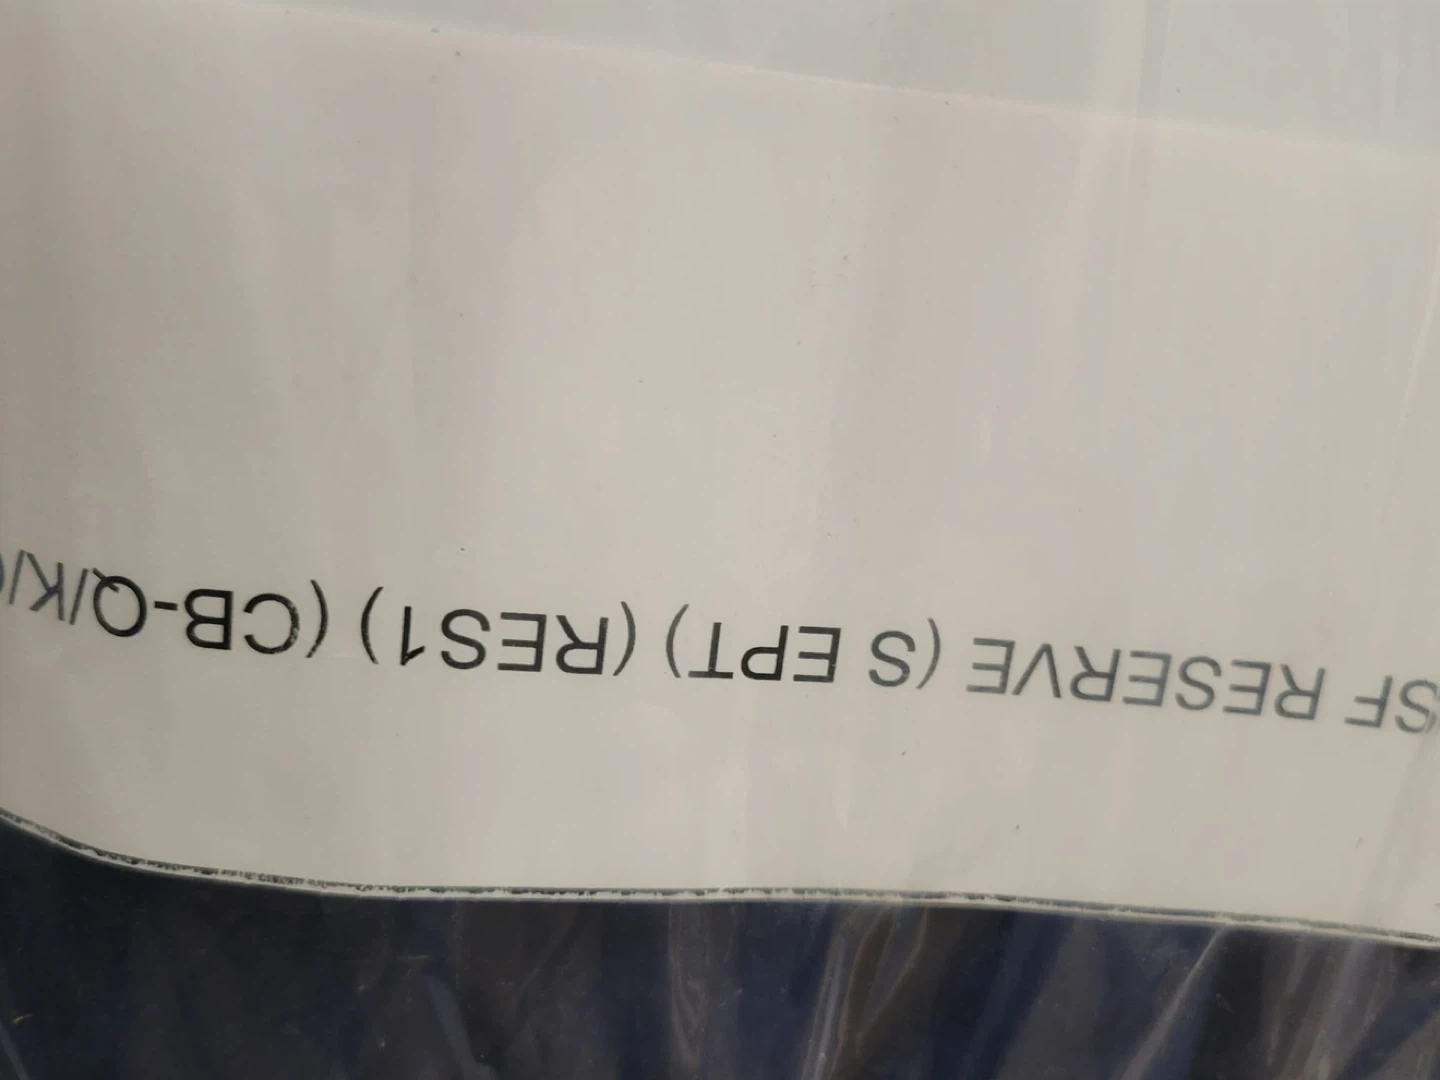 SF RESERVE (S EPT) (RES1) (CB-Q/K/